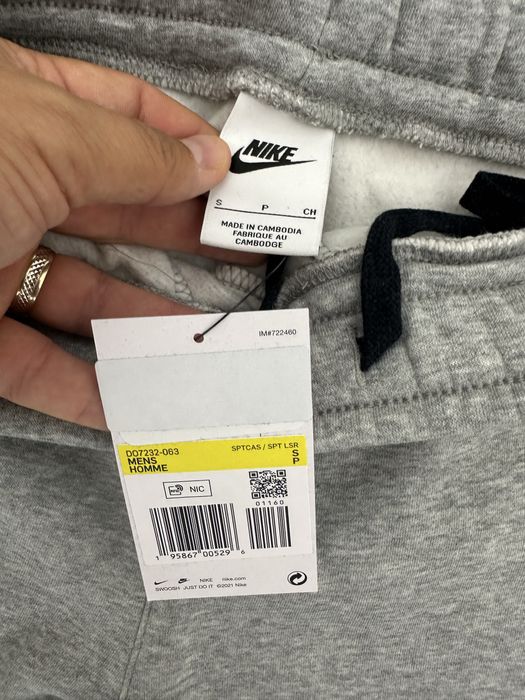 NIKE
S P CH
MADE IN CAMBODIA
FABRIQUE AU
CAMBODGE
IM#722460
DO7232-063 SPTCAS / SPT LSR
MENS S
HOMME P
NIC
01160
1 95867 00529 6
NIKE nike.com
SWOOSH JUST DO IT ©2021 Nike